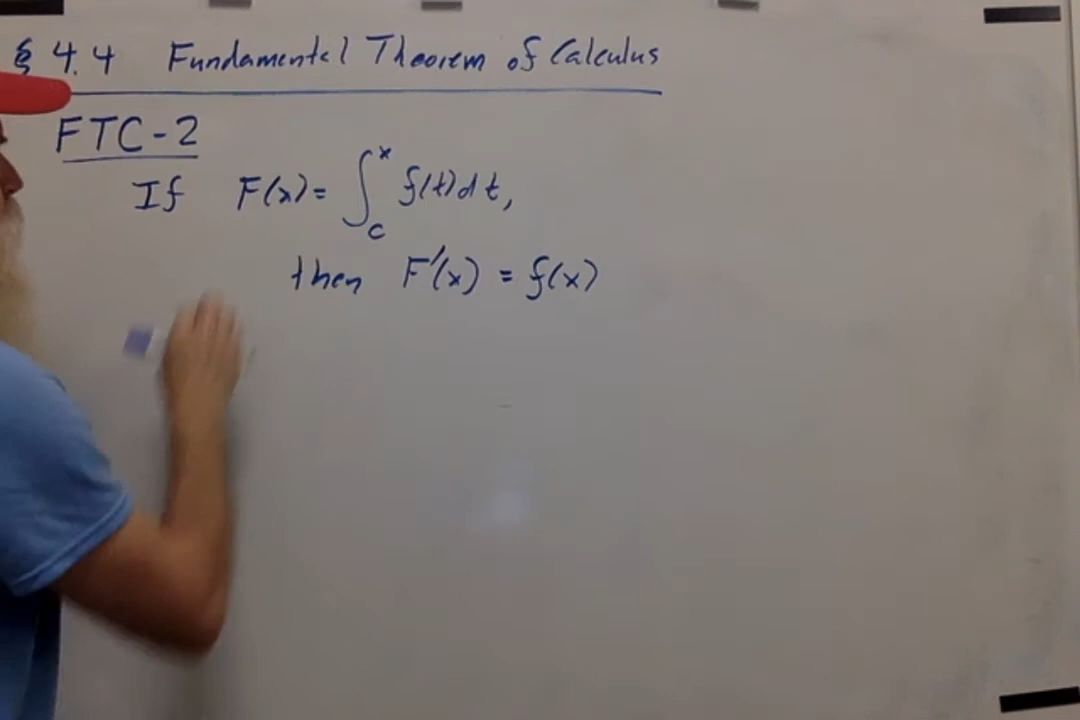 § 4.4 Fundamental Theorem of Calculus
FTC-2
If F(x) = ∫_c^x f(t)dt,
then F'(x) = f(x)